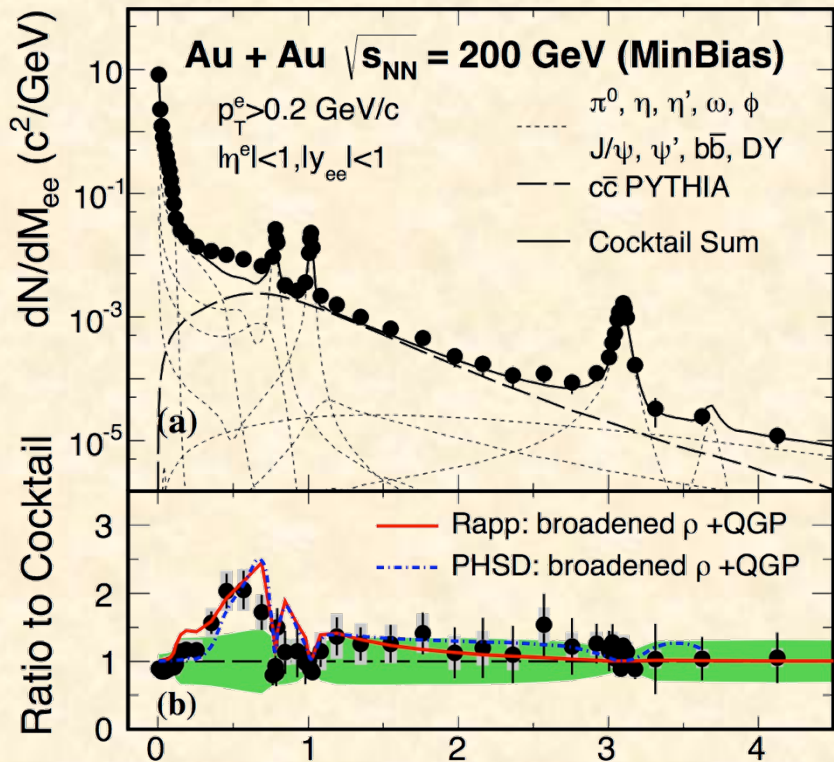 Au + Au √s_NN = 200 GeV (MinBias)
p_T^e>0.2 GeV/c
|η^e|<1,|y_ee|<1
π⁰, η, η', ω, φ
J/ψ, ψ', bb̄, DY
cc̄ PYTHIA
Cocktail Sum
dN/dM_ee (c²/GeV)
10
10⁻¹
10⁻³
10⁻⁵
(a)
Rapp: broadened ρ +QGP
PHSD: broadened ρ +QGP
Ratio to Cocktail
3
2
1
0
(b)
0 1 2 3 4